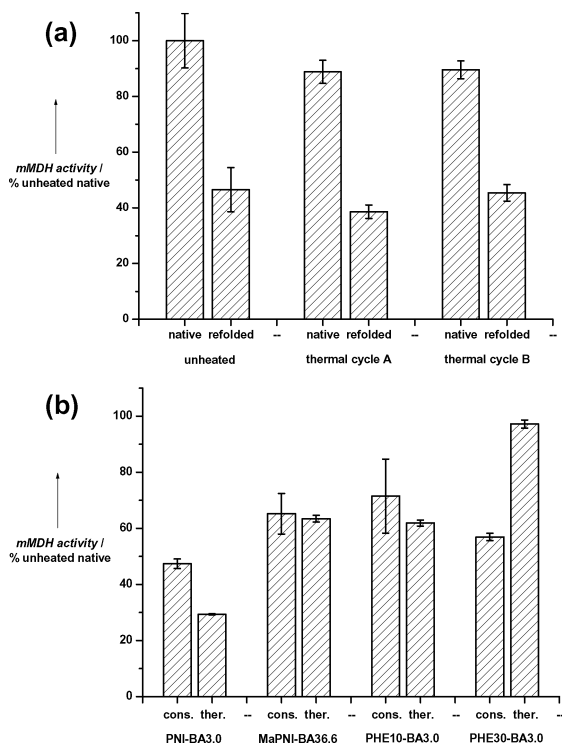 (a)
100
80
60
40
20
0
mMDH activity /
% unheated native
native refolded -- native refolded -- native refolded --
unheated thermal cycle A thermal cycle B
(b)
100
80
60
40
20
0
mMDH activity /
% unheated native
cons. ther. -- cons. ther. -- cons. ther. -- cons. ther. --
PNI-BA3.0 MaPNI-BA36.6 PHE10-BA3.0 PHE30-BA3.0